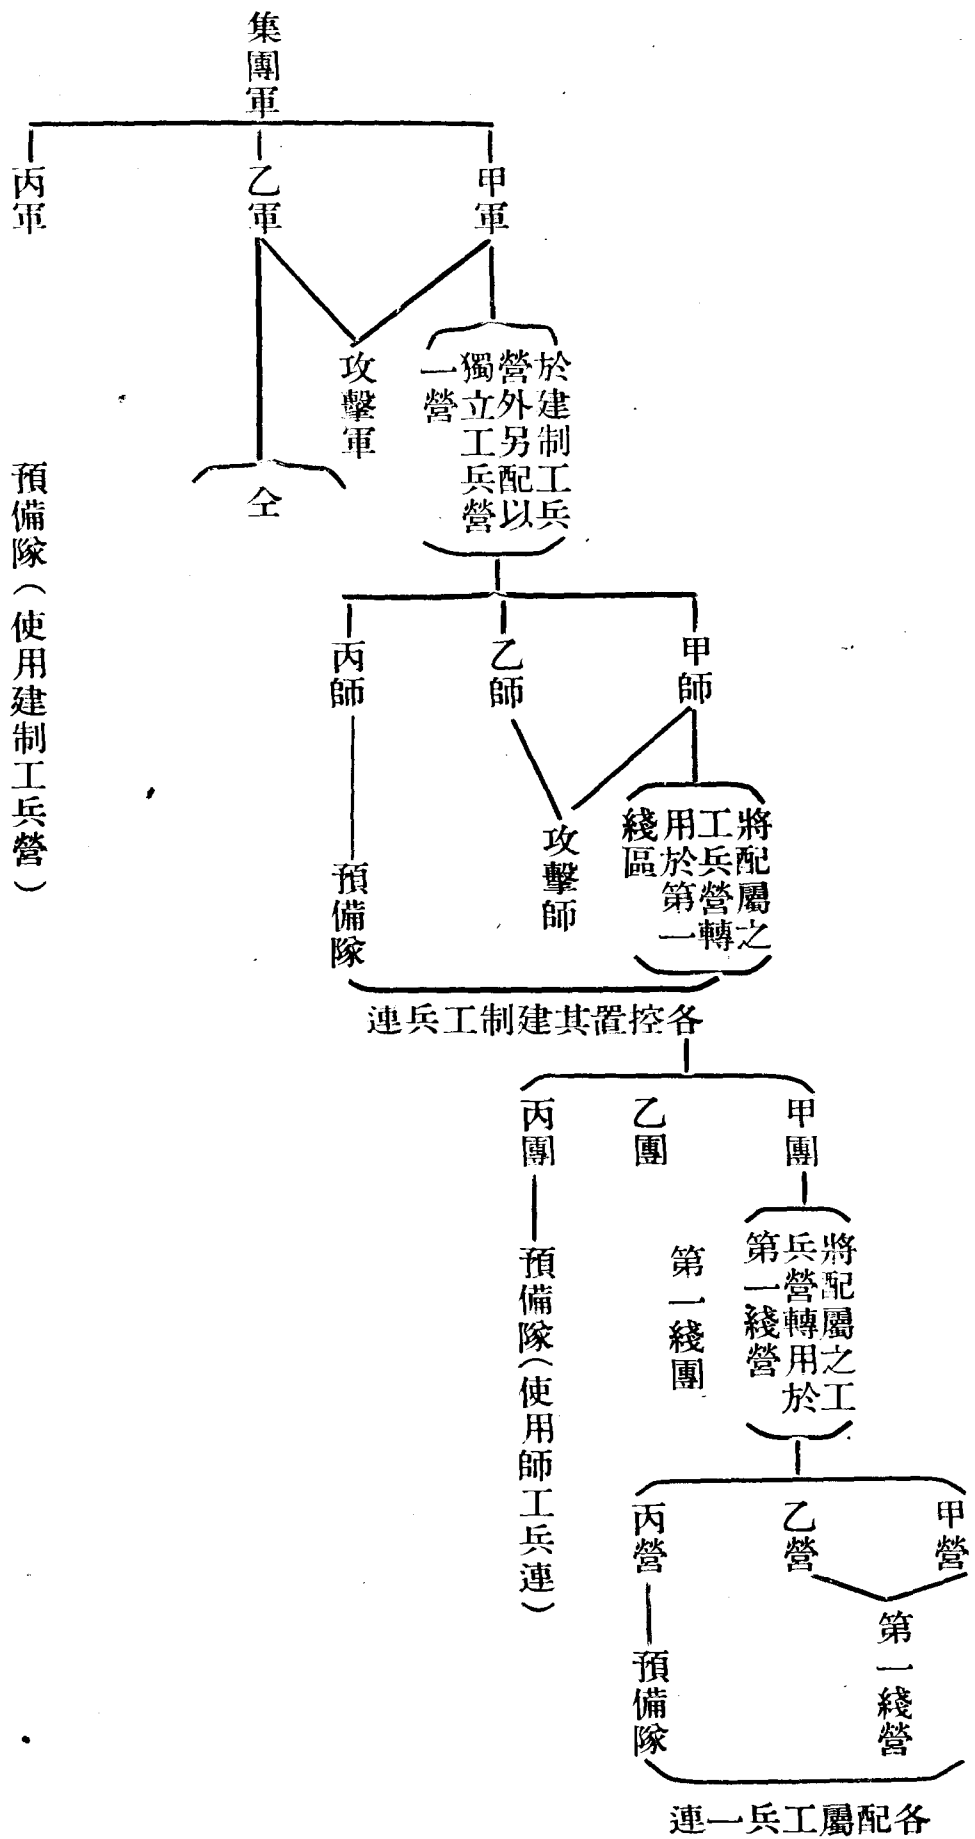 集團軍
甲軍
乙軍
丙軍
於建制工兵
營外另配以
獨立工兵營
一營
攻擊軍
仝
預備隊（使用建制工兵營）
甲師
乙師
丙師
將配屬之
工兵營轉
用於第一
綫區
攻擊師
預備隊
各控置其建制工兵連
甲團
乙團
丙團
將配屬之工
兵營轉用於
第一綫營
第一綫團
預備隊（使用師工兵連）
甲營
乙營
丙營
第一綫營
預備隊
各配屬工兵一連